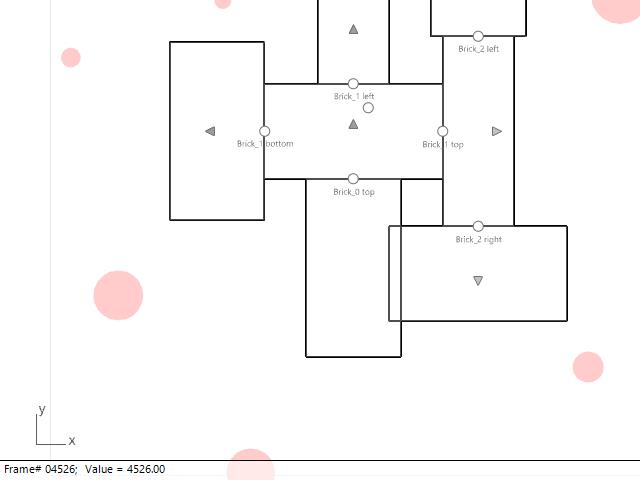 Brick_2 left
Brick_1 left
Brick_1 bottom
Brick_1 top
Brick_0 top
Brick_2 right
y
x
Frame# 04526; Value = 4526.00